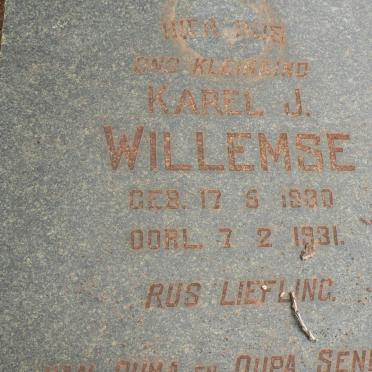 HIER RUS
ONS KLEINKIND
KAREL J.
WILLEMSE
GEB. 17 6 1930
OORL. 7 2 1931.
RUS LIEFLING.
OUMA EN OUPA